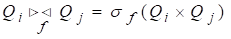 Q_i ▷◁_f Q_j = σ_f (Q_i × Q_j)